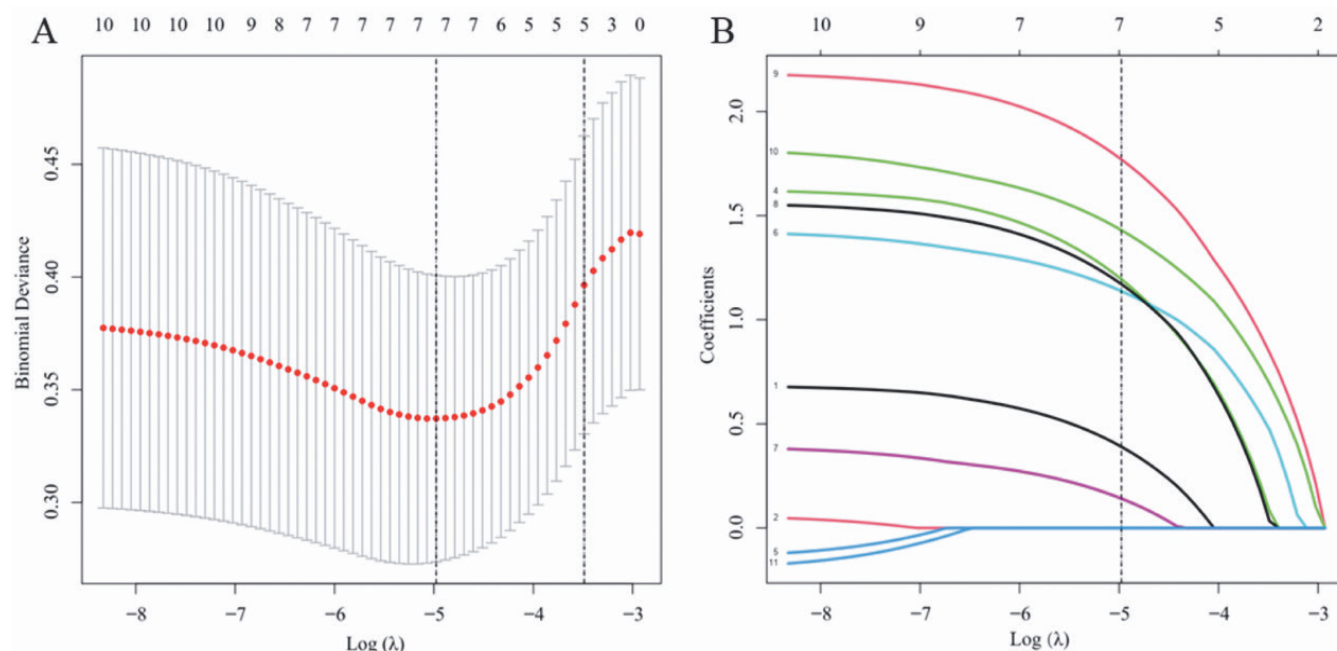 A
10 10 10 10 9 8 7 7 7 7 7 7 6 5 5 5 3 0
Binomial Deviance
0.45
0.40
0.35
0.30
−8 −7 −6 −5 −4 −3
Log (λ)
B
10 9 7 7 5 2
Coefficients
2.0
1.5
1.0
0.5
0.0
9
10
4
8
6
1
7
2
5
11
−8 −7 −6 −5 −4 −3
Log (λ)